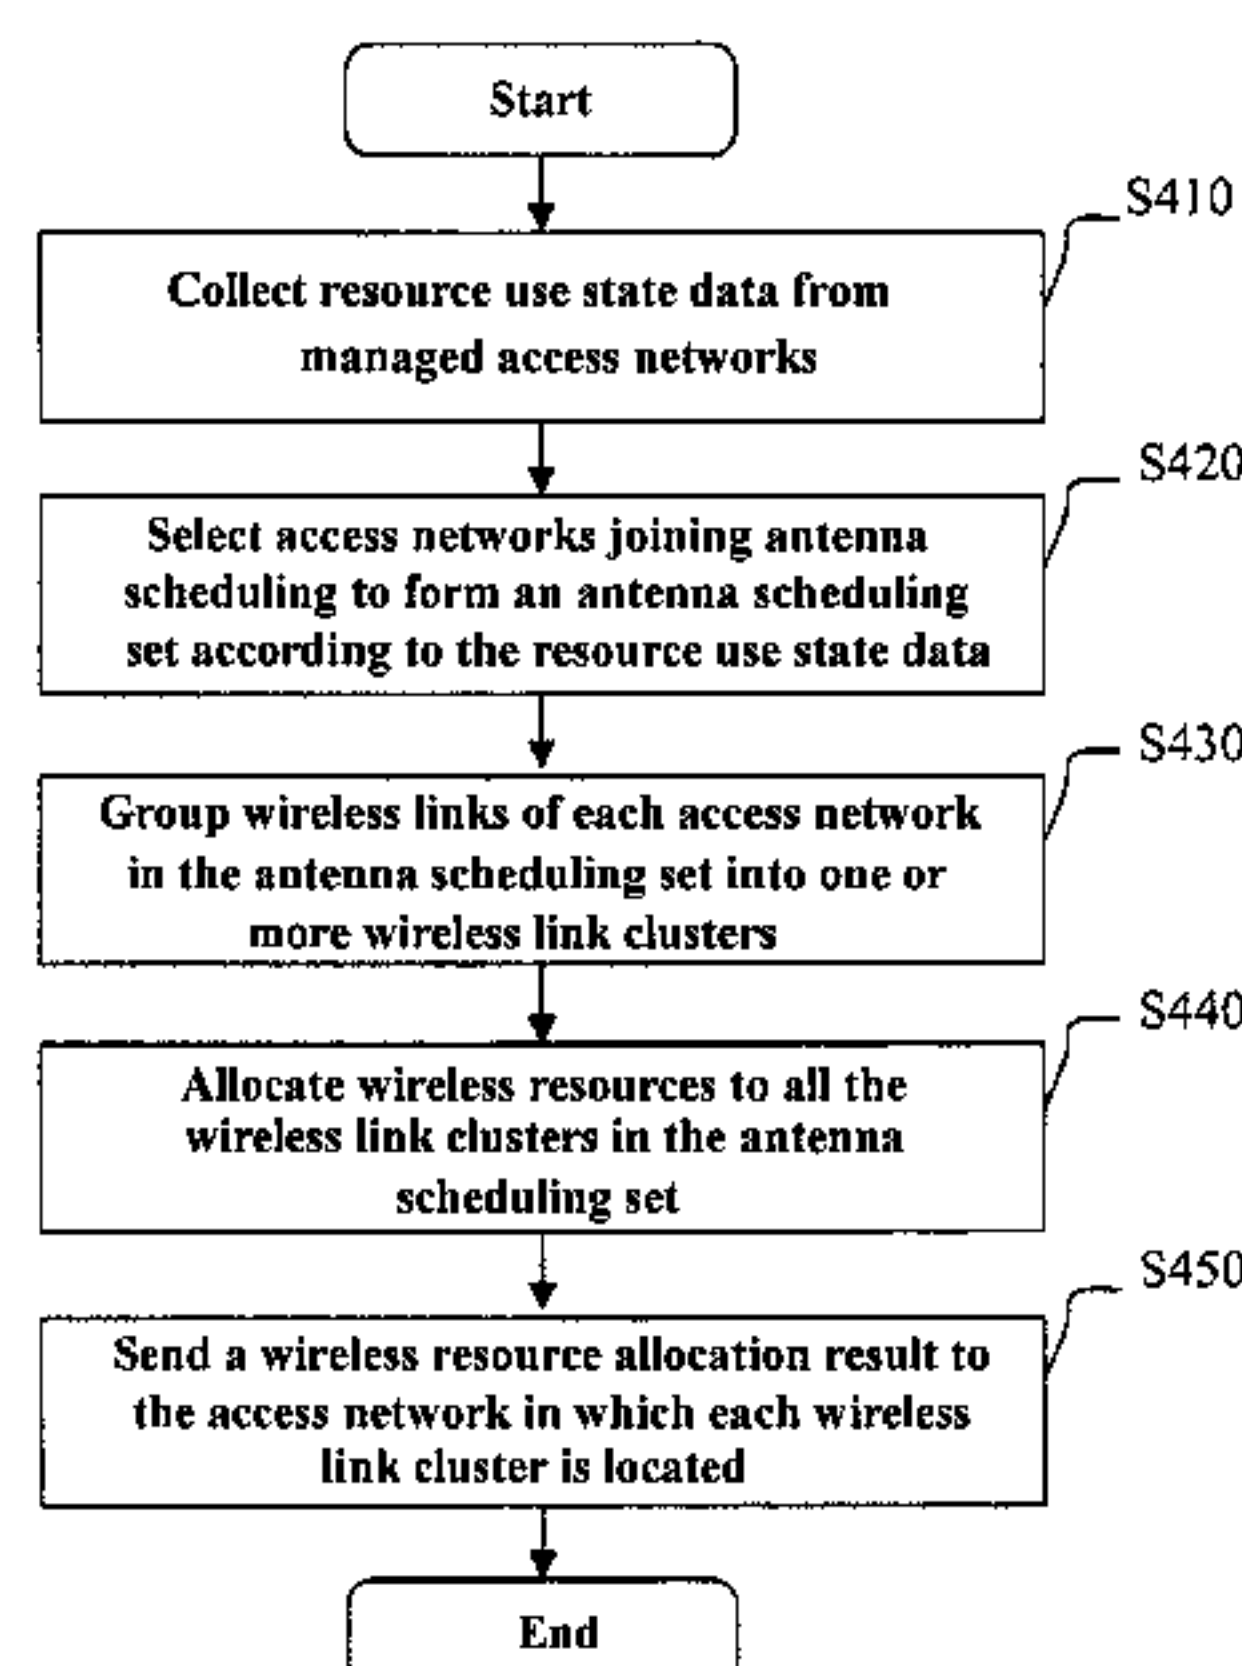 Start
S410
Collect resource use state data from
managed access networks
S420
Select access networks joining antenna
scheduling to form an antenna scheduling
set according to the resource use state data
S430
Group wireless links of each access network
in the antenna scheduling set into one or
more wireless link clusters
S440
Allocate wireless resources to all the
wireless link clusters in the antenna
scheduling set
S450
Send a wireless resource allocation result to
the access network in which each wireless
link cluster is located
End